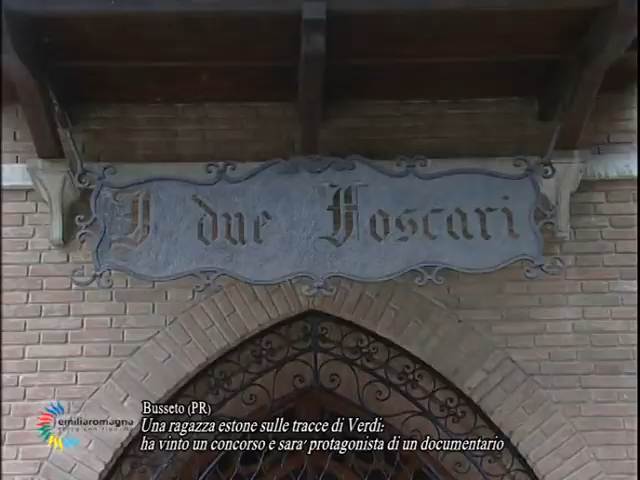 I due Foscari
Busseto (PR)
emiliaromagna
Una ragazza estone sulle tracce di Verdi:
ha vinto un concorso e sara' protagonista di un documentario